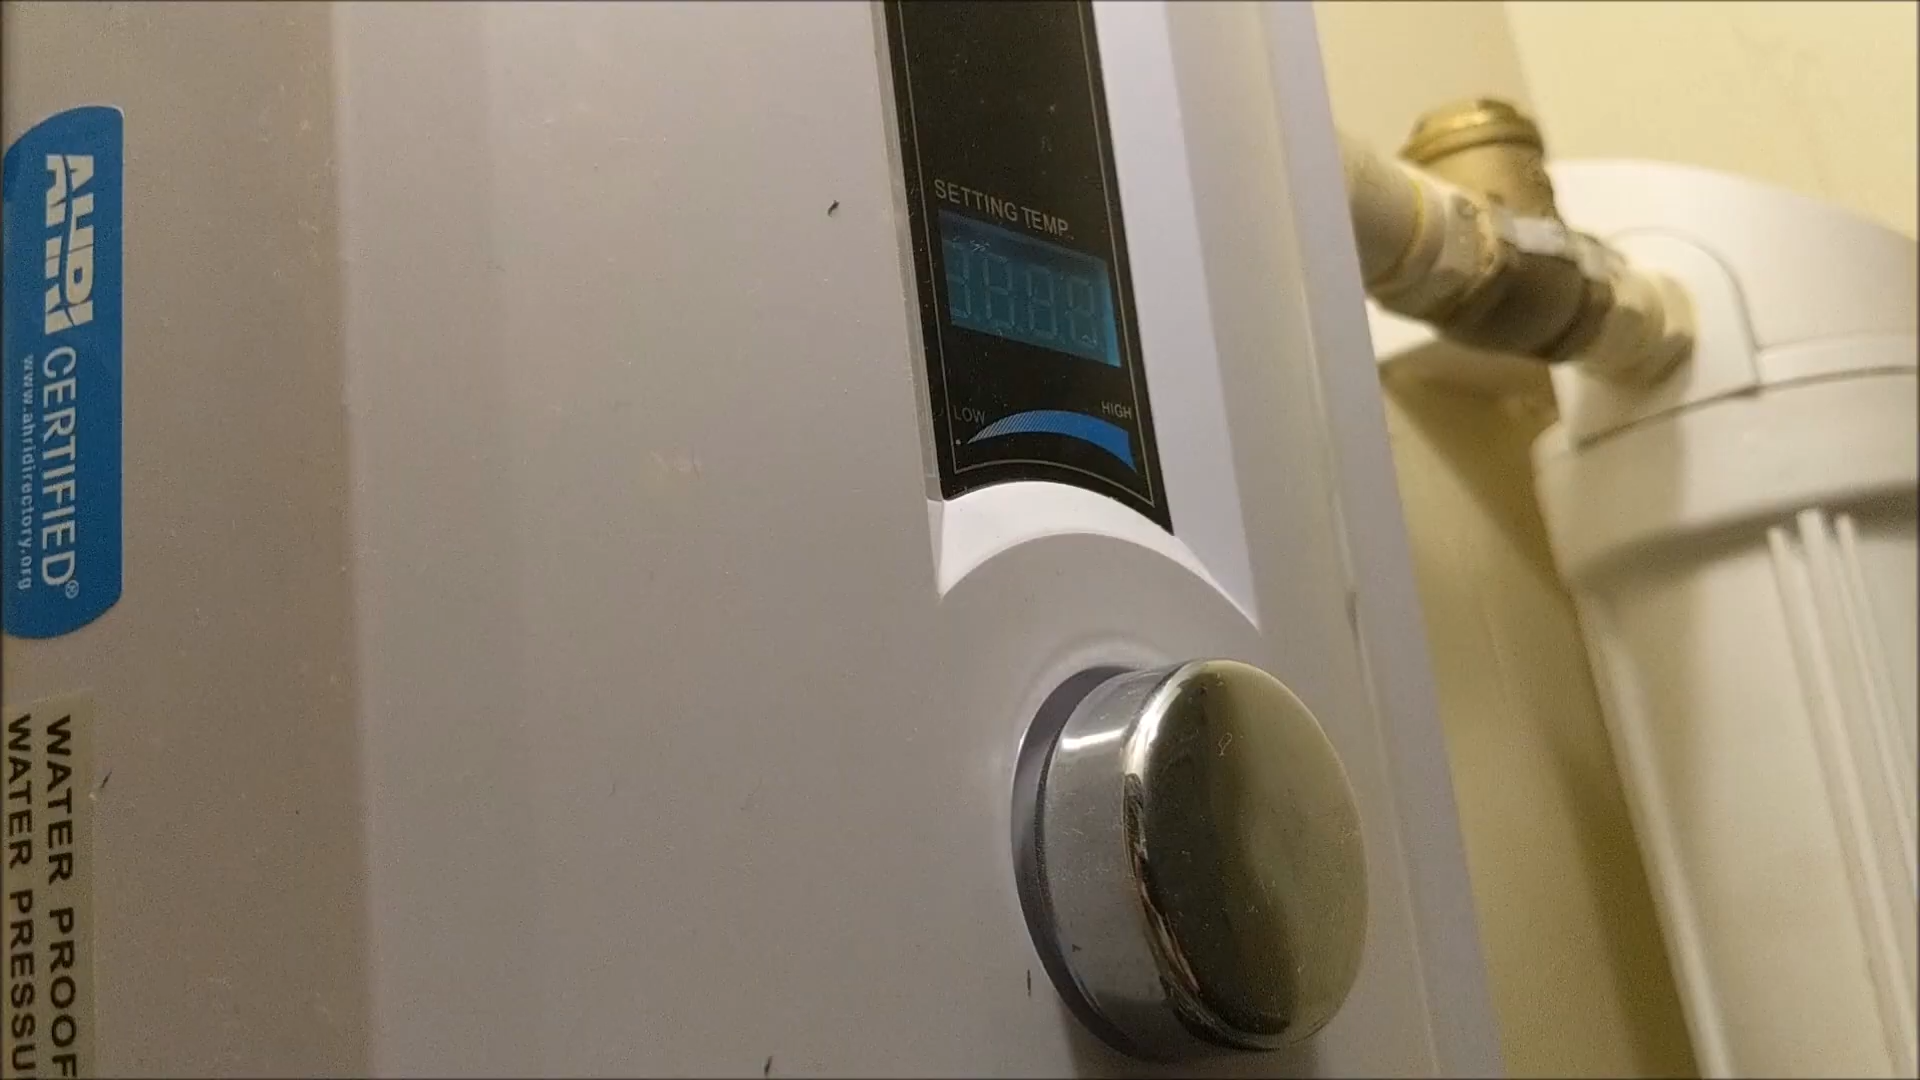 AHRI CERTIFIED®
www.ahridirectory.org
WATER PROOF
WATER PRESSU
SETTING TEMP
LOW
HIGH